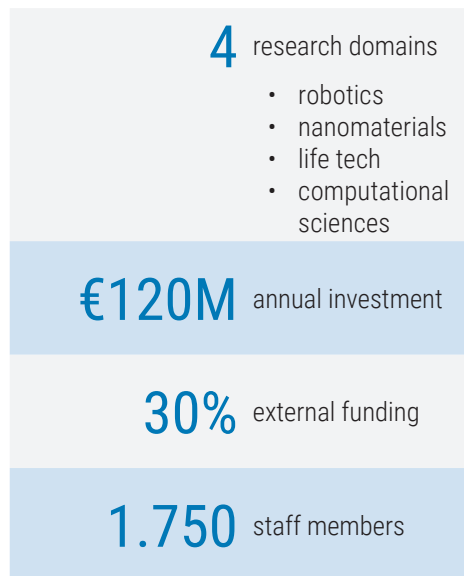 4 research domains
• robotics
• nanomaterials
• life tech
• computational
sciences
€120M annual investment
30% external funding
1.750 staff members